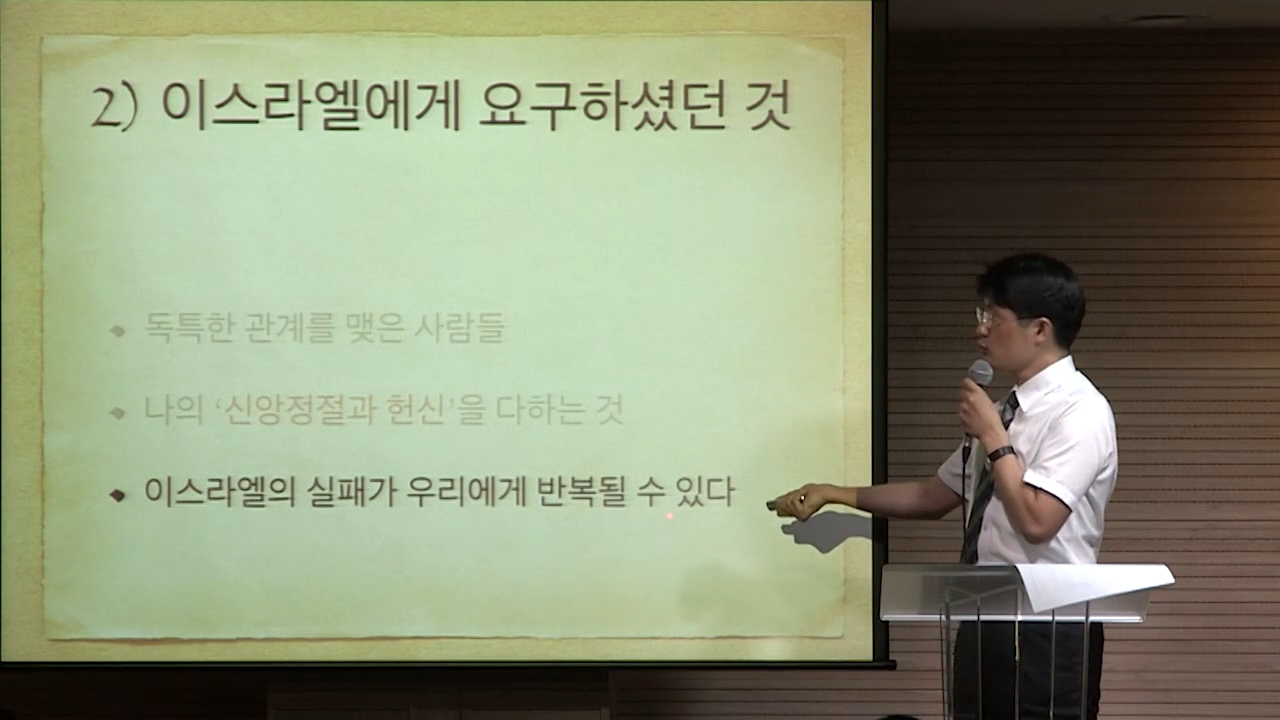 2) 이스라엘에게 요구하셨던 것
독특한 관계를 맺은 사람들
나의 ‘신앙정절과 헌신’을 다하는 것
이스라엘의 실패가 우리에게 반복될 수 있다